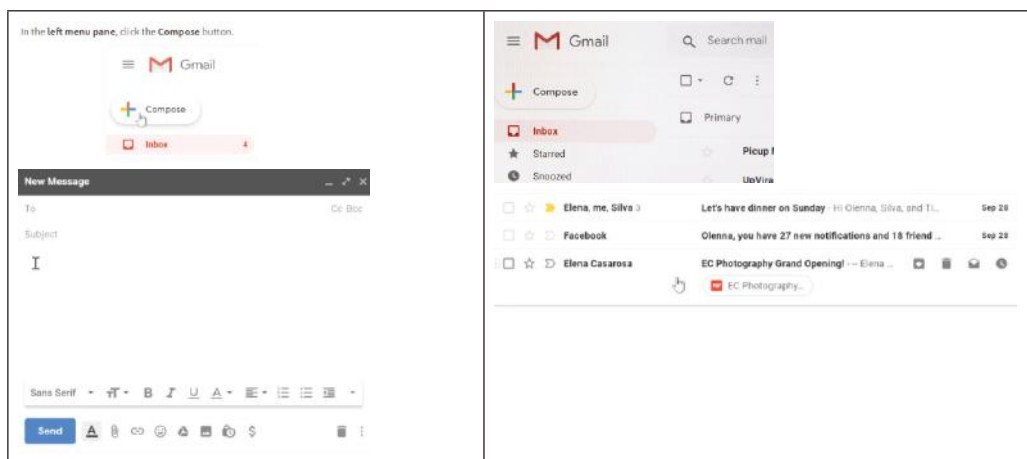 In the left menu pane, click the Compose button.
Gmail
Compose
Inbox 4
New Message
To Cc Bcc
Subject
Sans Serif B I U A
Send A $
Gmail Search mail
Compose
Primary
Inbox
Starred Picup
Snoozed UpVira
Elena, me, Silva 3 Let's have dinner on Sunday - Hi Olenna, Silva, and Ti... Sep 28
Facebook Olenna, you have 27 new notifications and 18 friend ... Sep 28
Elena Casarosa EC Photography Grand Opening! - -- Elena ...
PDF EC Photography...